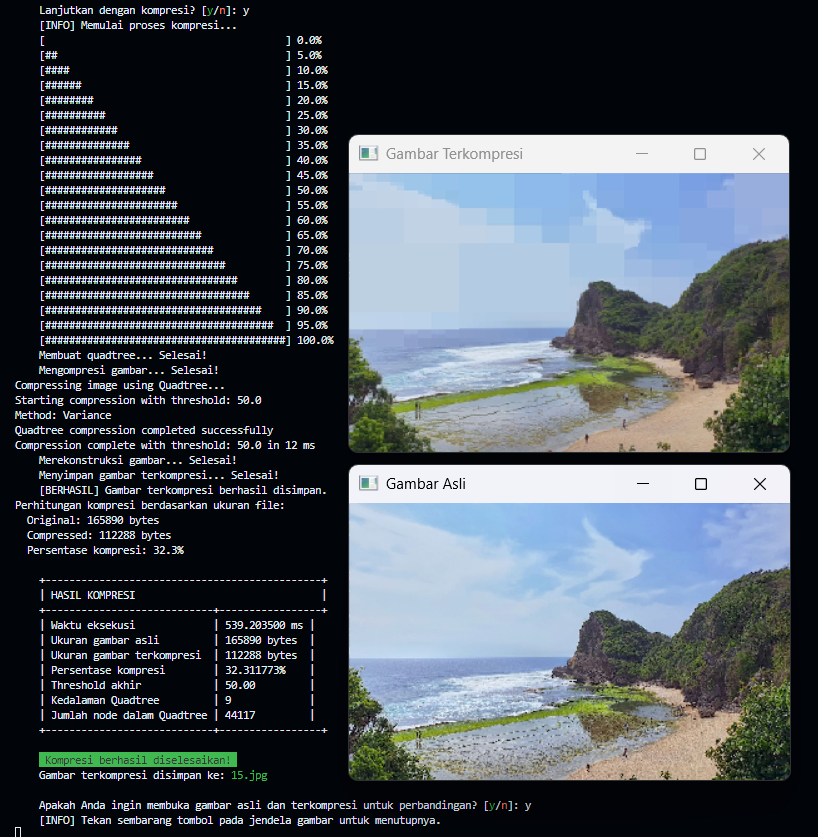 Lanjutkan dengan kompresi? [y/n]: y
[INFO] Memulai proses kompresi...
[                                        ] 0.0%
[##                                      ] 5.0%
[####                                    ] 10.0%
[######                                  ] 15.0%
[########                                ] 20.0%
[##########                              ] 25.0%
[############                            ] 30.0%
[##############                          ] 35.0%
[################                        ] 40.0%
[##################                      ] 45.0%
[####################                    ] 50.0%
[######################                  ] 55.0%
[########################                ] 60.0%
[##########################              ] 65.0%
[############################            ] 70.0%
[##############################          ] 75.0%
[################################        ] 80.0%
[##################################      ] 85.0%
[####################################    ] 90.0%
[######################################  ] 95.0%
[########################################] 100.0%
Membuat quadtree... Selesai!
Mengompresi gambar... Selesai!
Compressing image using Quadtree...
Starting compression with threshold: 50.0
Method: Variance
Quadtree compression completed successfully
Compression complete with threshold: 50.0 in 12 ms
Merekonstruksi gambar... Selesai!
Menyimpan gambar terkompresi... Selesai!
[BERHASIL] Gambar terkompresi berhasil disimpan.
Perhitungan kompresi berdasarkan ukuran file:
Original: 165890 bytes
Compressed: 112288 bytes
Persentase kompresi: 32.3%
+-----------------------------------------------+
| HASIL KOMPRESI |
+-----------------------------+-----------------+
| Waktu eksekusi | 539.203500 ms |
| Ukuran gambar asli | 165890 bytes |
| Ukuran gambar terkompresi | 112288 bytes |
| Persentase kompresi | 32.311773% |
| Threshold akhir | 50.00 |
| Kedalaman Quadtree | 9 |
| Jumlah node dalam Quadtree | 44117 |
+-----------------------------+-----------------+
Kompresi berhasil diselesaikan!
Gambar terkompresi disimpan ke: 15.jpg
Apakah Anda ingin membuka gambar asli dan terkompresi untuk perbandingan? [y/n]: y
[INFO] Tekan sembarang tombol pada jendela gambar untuk menutupnya.
Gambar Terkompresi
Gambar Asli